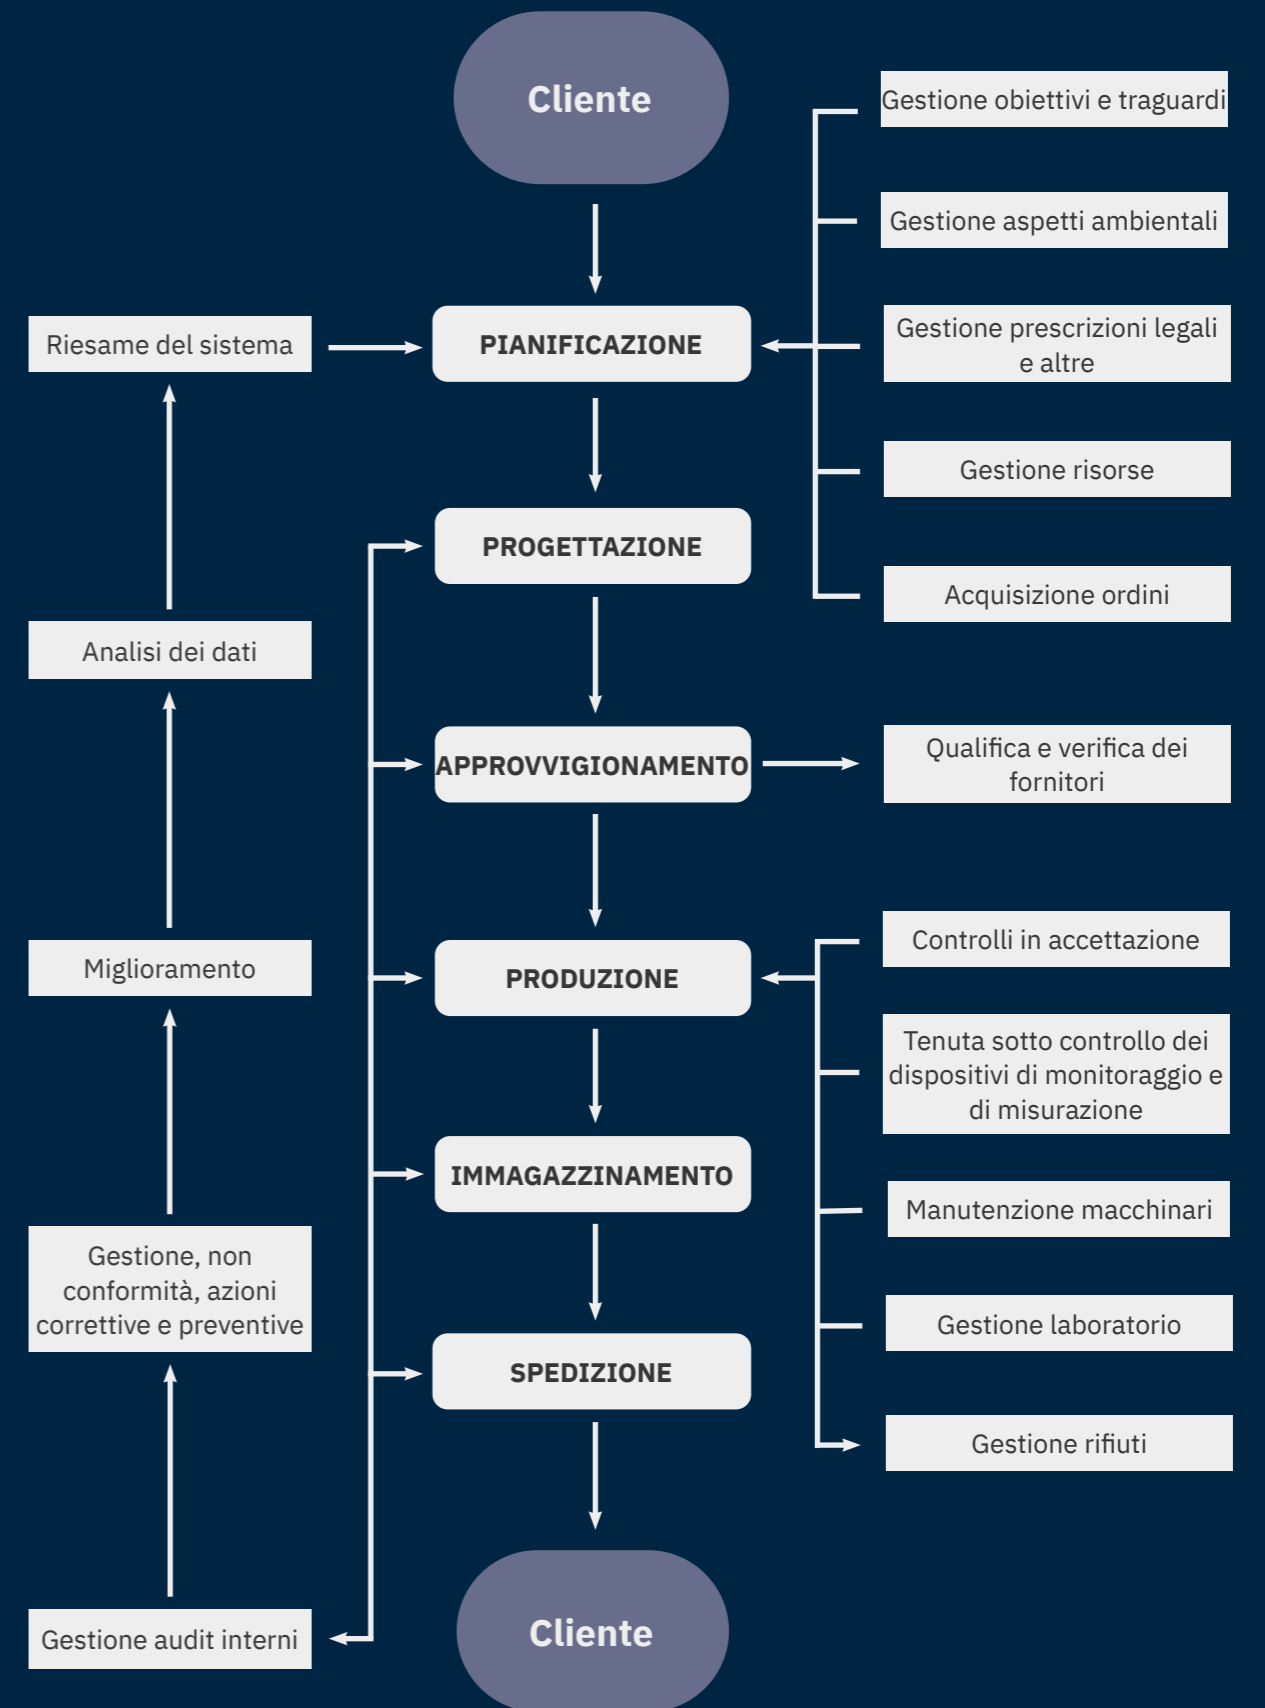 Cliente
Gestione obiettivi e traguardi
Gestione aspetti ambientali
Gestione prescrizioni legali
e altre
Riesame del sistema
PIANIFICAZIONE
Gestione risorse
PROGETTAZIONE
Acquisizione ordini
Analisi dei dati
APPROVVIGIONAMENTO
Qualifica e verifica dei
fornitori
Controlli in accettazione
Miglioramento
PRODUZIONE
Tenuta sotto controllo dei
dispositivi di monitoraggio e
di misurazione
IMMAGAZZINAMENTO
Manutenzione macchinari
Gestione, non
conformità, azioni
correttive e preventive
Gestione laboratorio
SPEDIZIONE
Gestione rifiuti
Gestione audit interni
Cliente